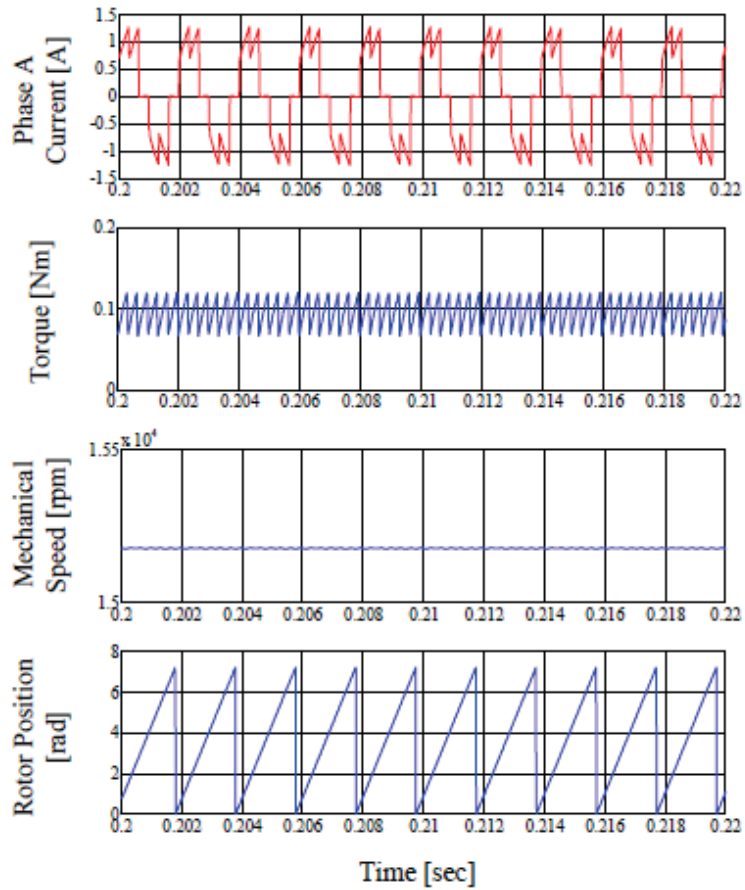 1.5
1
0.5
0
-0.5
-1
-1.5
Phase A
Current [A]
0.2 0.202 0.204 0.206 0.208 0.21 0.212 0.214 0.216 0.218 0.22
0.2
0.1
0
Torque [Nm]
0.2 0.202 0.204 0.206 0.208 0.21 0.212 0.214 0.216 0.218 0.22
1.55 x 10⁴
1.5
Mechanical
Speed [rpm]
0.2 0.202 0.204 0.206 0.208 0.21 0.212 0.214 0.216 0.218 0.22
8
6
4
2
0
Rotor Position
[rad]
0.2 0.202 0.204 0.206 0.208 0.21 0.212 0.214 0.216 0.218 0.22
Time [sec]